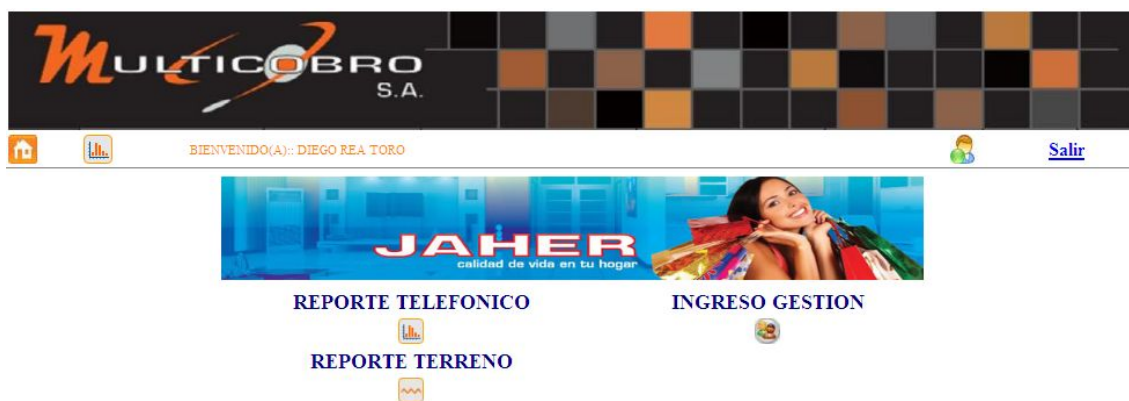 MULTICOBRO
S.A.
BIENVENIDO(A):: DIEGO REA TORO
Salir
JAHER
calidad de vida en tu hogar
REPORTE TELEFONICO
INGRESO GESTION
REPORTE TERRENO